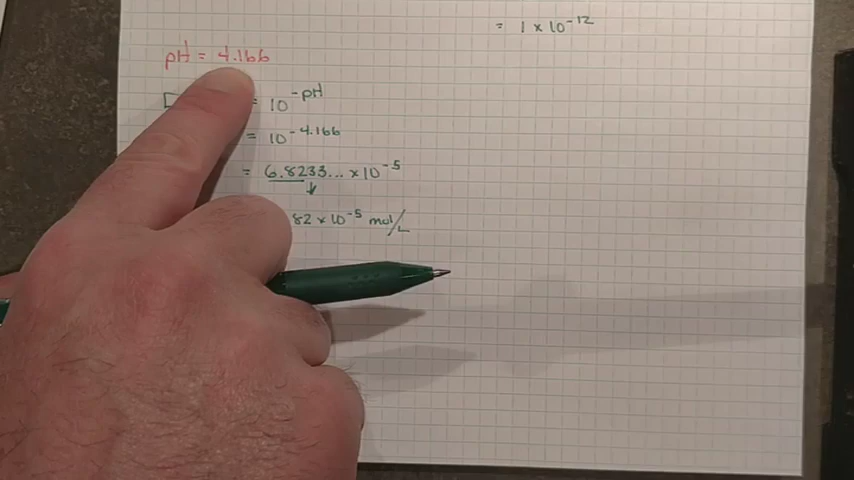 = 1 × 10⁻¹²
pH = 4.166
= 10^-pH
= 10^-4.166
= 6.8233... × 10⁻⁵
82 × 10⁻⁵ mol/L